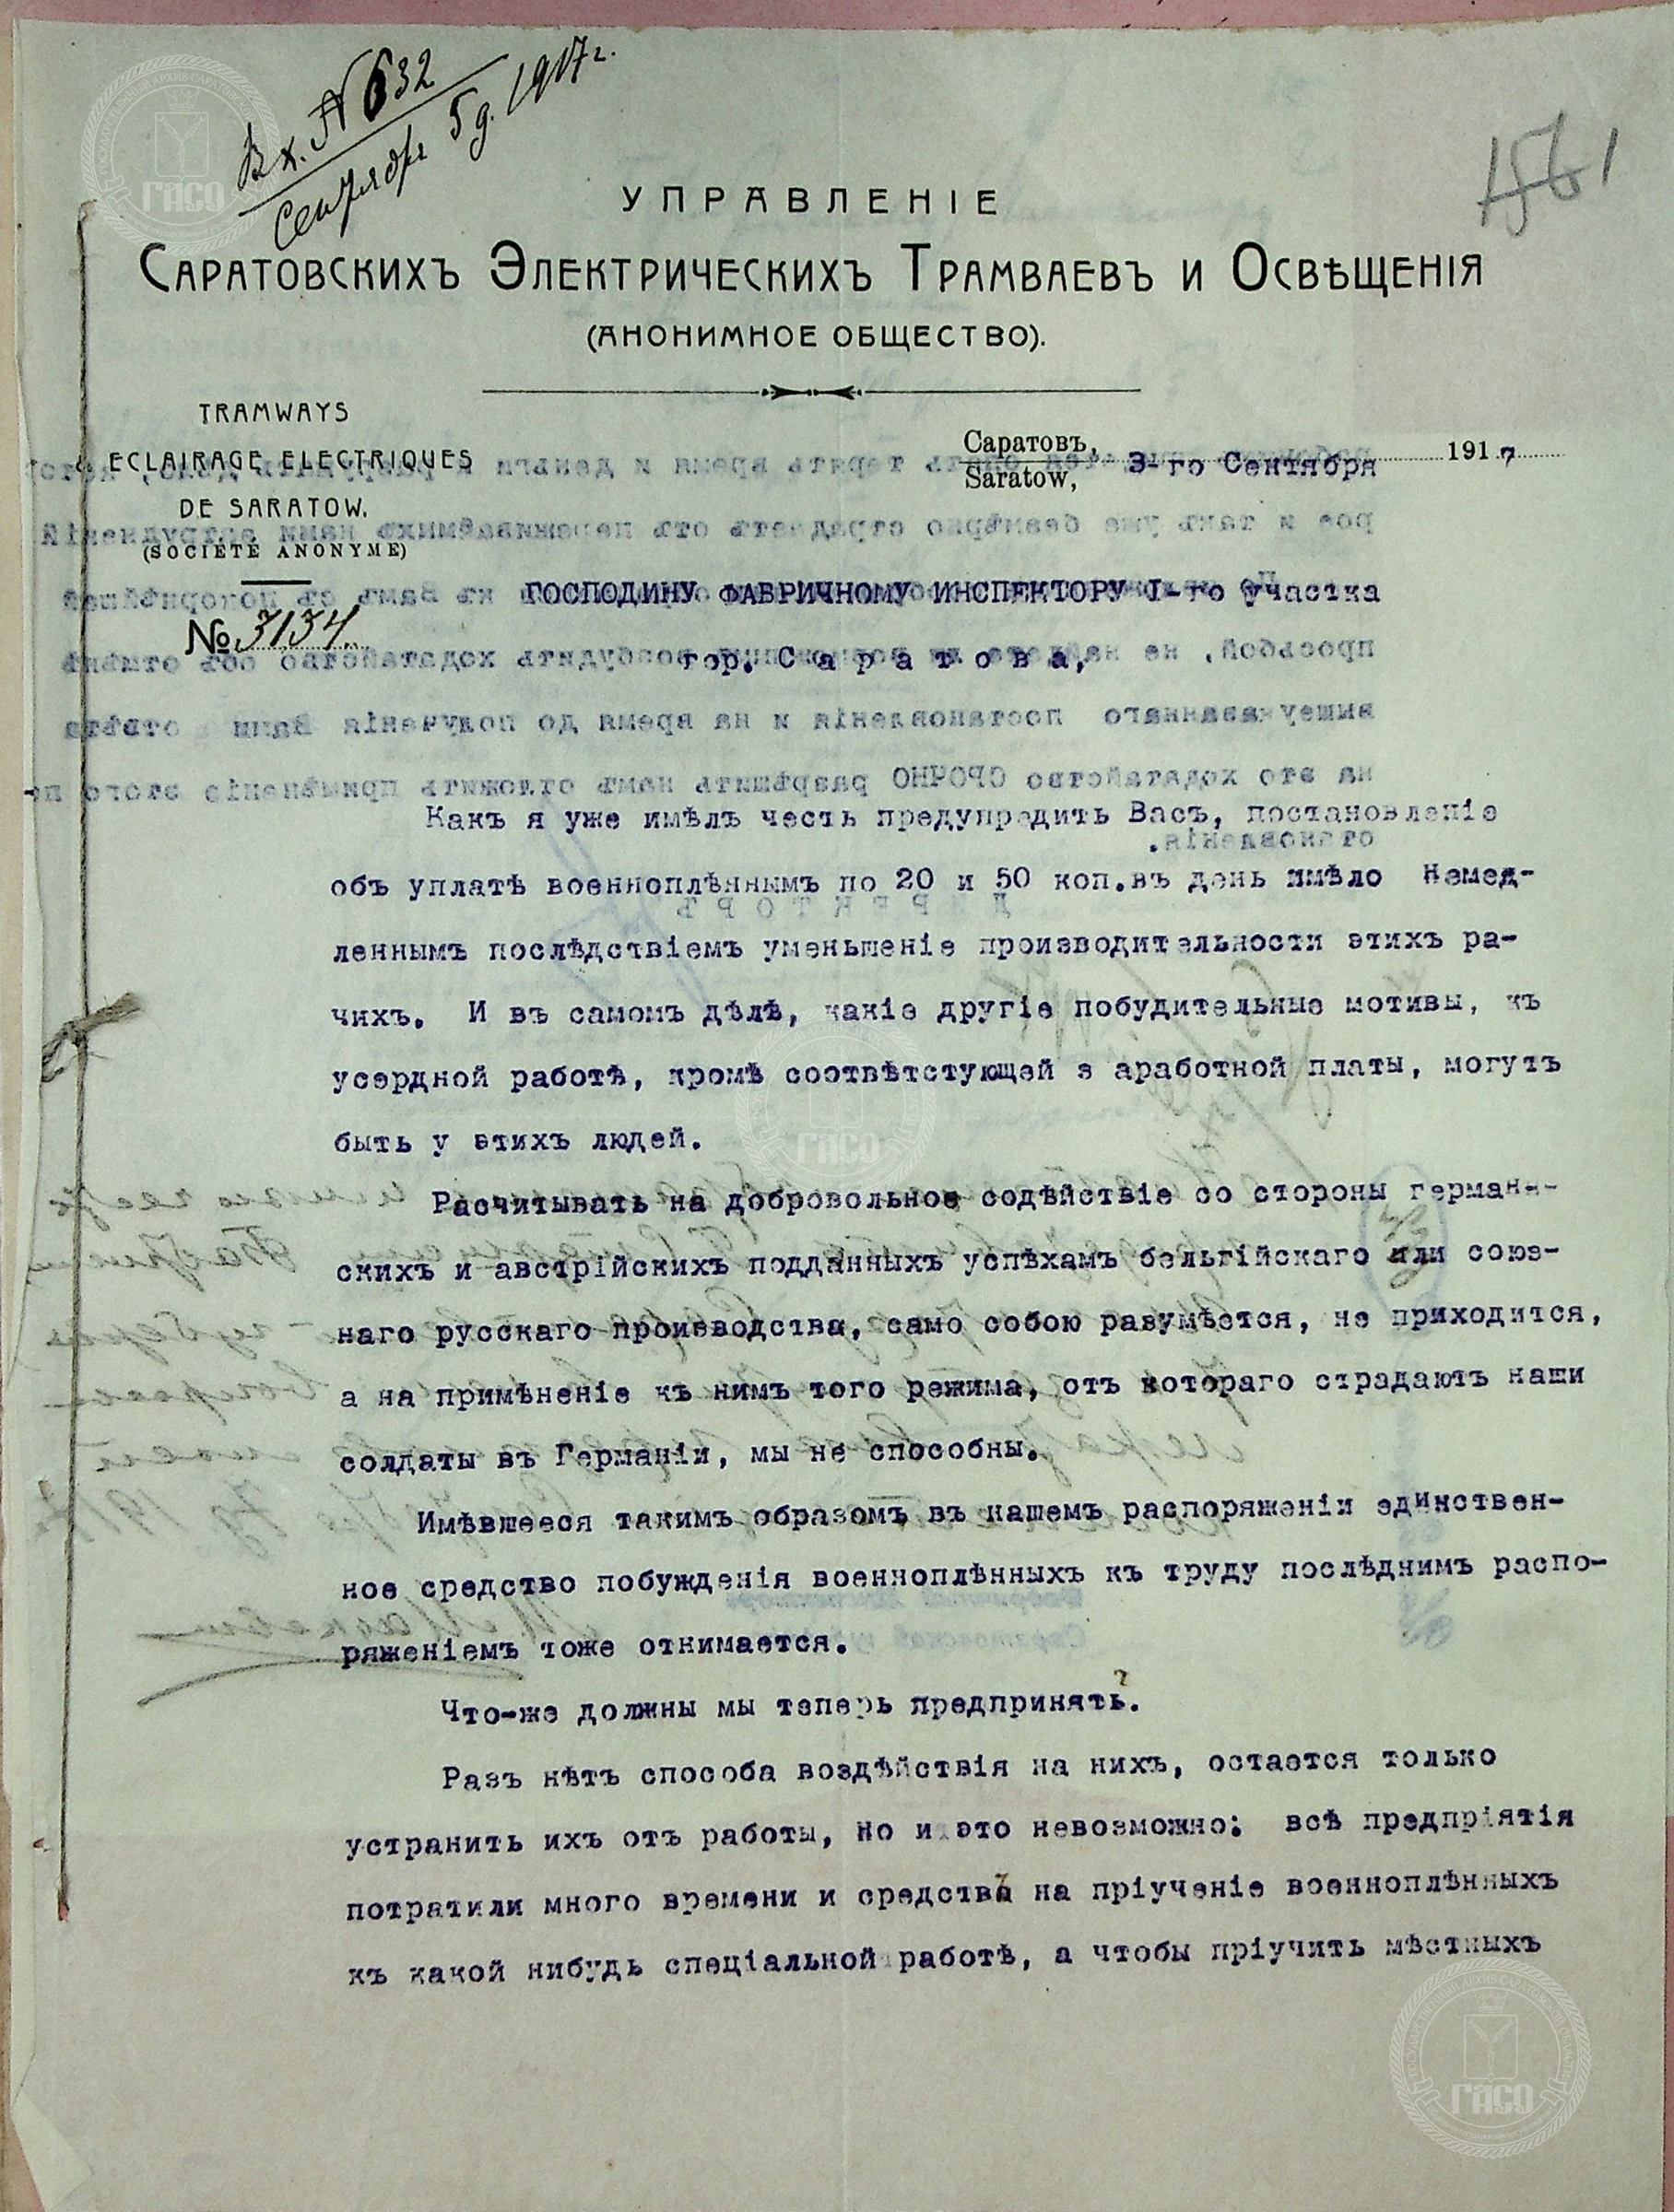 Вх. № 632
Сентября 5 д. 1917 г.
1561
УПРАВЛЕНІЕ
САРАТОВСКИХЪ ЭЛЕКТРИЧЕСКИХЪ ТРАМВАЕВЪ И ОСВѢЩЕНІЯ
(АНОНИМНОЕ ОБЩЕСТВО).
TRAMWAYS
& ECLAIRAGE ELECTRIQUES
DE SARATOW.
(SOCIÉTÉ ANONYME)
№ 3134.
Саратовъ,
Saratow,
3-го Сентября 1917
ГОСПОДИНУ ФАБРИЧНОМУ ИНСПЕКТОРУ I-го участка
гор. С а р а т о в а,
Какъ я уже имѣлъ честь предупредить Васъ, постановленіе
объ уплатѣ военноплѣннымъ по 20 и 50 коп.въ день имѣло немед-
леннымъ послѣдствіемъ уменьшеніе производительности этихъ ра-
чихъ. И въ самомъ дѣлѣ, какіе другіе побудительные мотивы, къ
усердной работѣ, кромѣ соотвѣтстующей з аработной платы, могутъ
быть у этихъ людей.
Расчитывать на добровольное содѣйствіе со стороны герман-
скихъ и австрійскихъ подданныхъ успѣхамъ бельгійскаго или союз-
наго русскаго производства, само собою разумѣется, не приходится,
а на примѣненіе къ нимъ того режима, отъ котораго страдаютъ наши
солдаты въ Германіи, мы не способны.
Имѣвшееся такимъ образомъ въ нашемъ распоряженіи единствен-
ное средство побужденія военноплѣнныхъ къ труду послѣднимъ распо-
ряженіемъ тоже отнимается.
Что-же должны мы теперь предпринять?
Разъ нѣтъ способа воздѣйствія на нихъ, остается только
устранить ихъ отъ работы, но и это невозможно: всѣ предпріятія
потратили много времени и средствъ на пріученіе военноплѣнныхъ
къ какой нибудь спеціальной работѣ, а чтобы пріучить мѣстныхъ
ГАСО
ГАСО
ГАСО